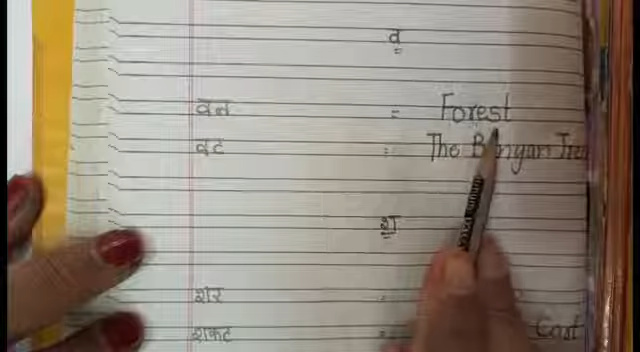 व
वन = Forest
वट : The Banyan Tree
श
शर :
शकट = Cart